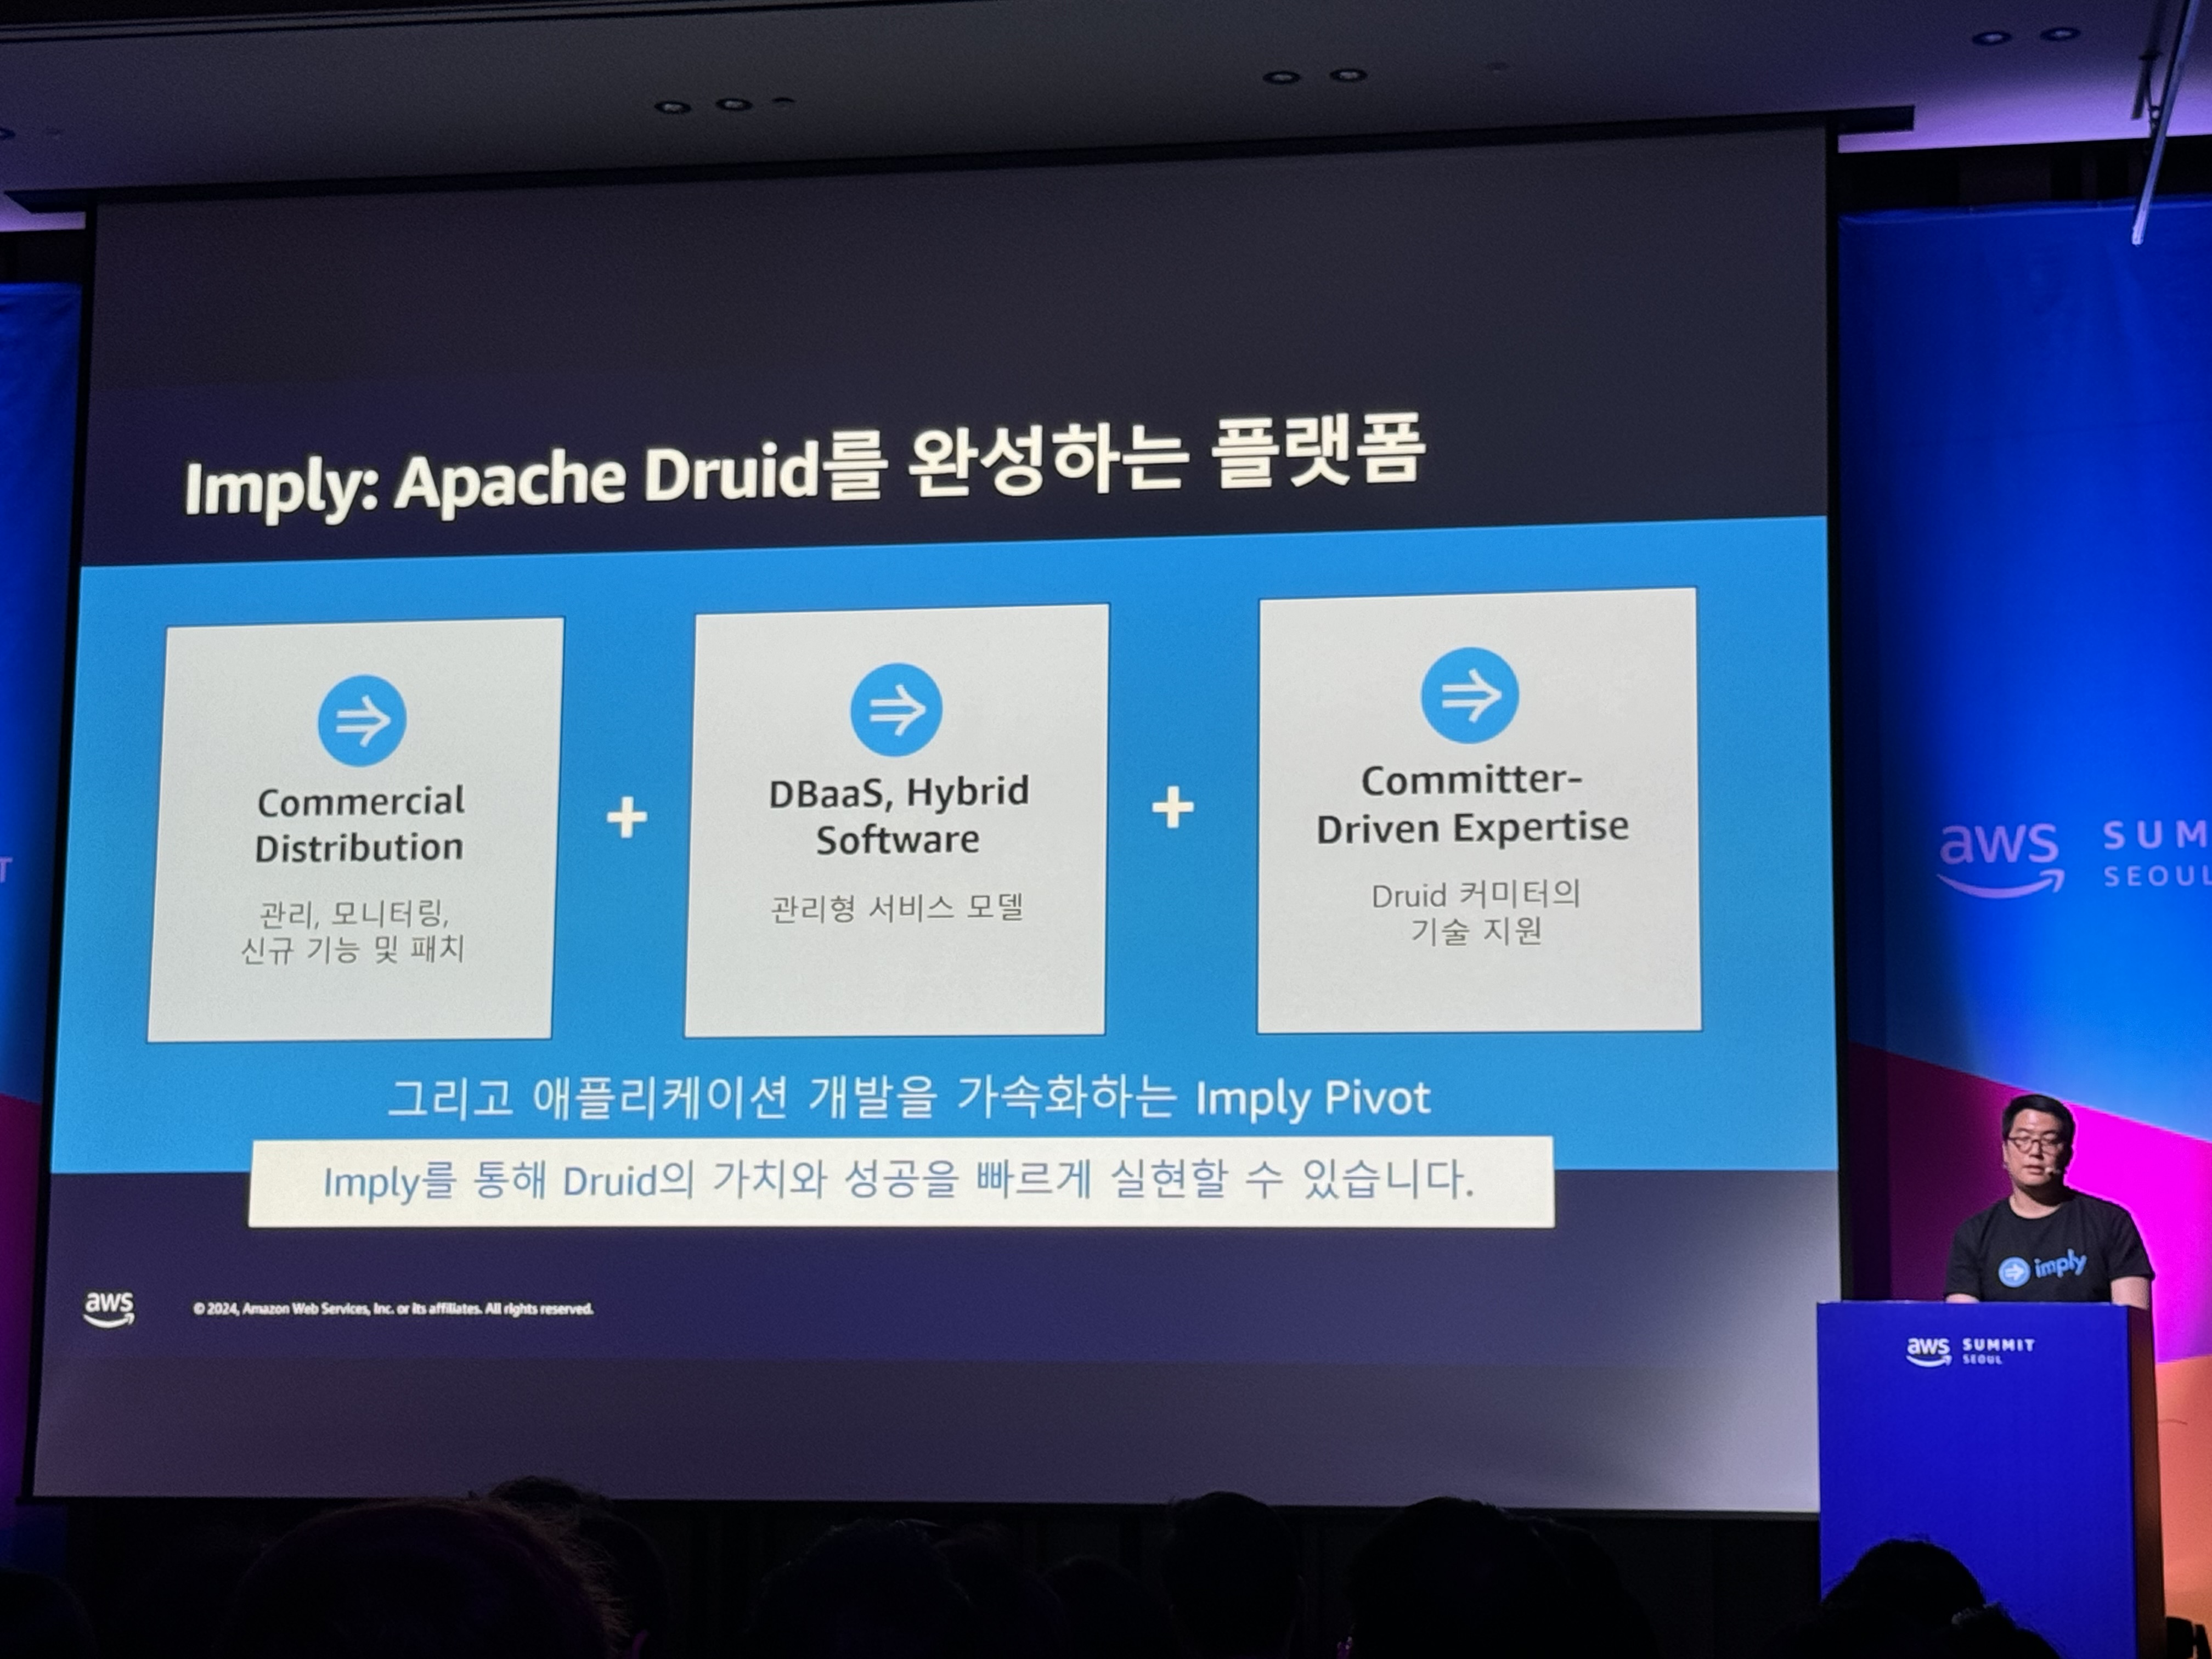 Imply: Apache Druid를 완성하는 플랫폼
Commercial
Distribution
관리, 모니터링,
신규 기능 및 패치
+
DBaaS, Hybrid
Software
관리형 서비스 모델
+
Committer-
Driven Expertise
Druid 커미터의
기술 지원
그리고 애플리케이션 개발을 가속화하는 Imply Pivot
Imply를 통해 Druid의 가치와 성공을 빠르게 실현할 수 있습니다.
aws
© 2024, Amazon Web Services, Inc. or its affiliates. All rights reserved.
T
aws SUM
SEOUL
imply
aws SUMMIT
SEOUL